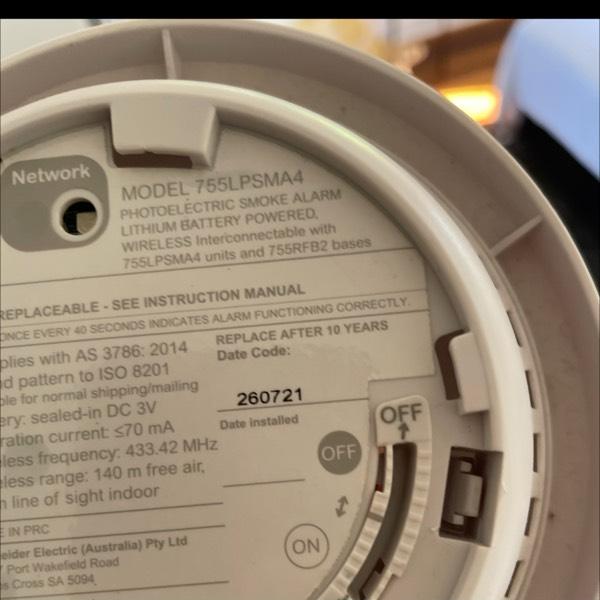 Network
MODEL 755LPSMA4
PHOTOELECTRIC SMOKE ALARM
LITHIUM BATTERY POWERED,
WIRELESS Interconnectable with
755LPSMA4 units and 755RFB2 bases
REPLACEABLE - SEE INSTRUCTION MANUAL
ONCE EVERY 40 SECONDS INDICATES ALARM FUNCTIONING CORRECTLY.
plies with AS 3786: 2014
d pattern to ISO 8201
ble for normal shipping/mailing
ery: sealed-in DC 3V
ration current: ≤70 mA
eless frequency: 433.42 MHz
eless range: 140 m free air,
line of sight indoor
E IN PRC
eider Electric (Australia) Pty Ltd
Port Wakefield Road
s Cross SA 5094
REPLACE AFTER 10 YEARS
Date Code:
260721
Date installed
OFF
OFF
ON